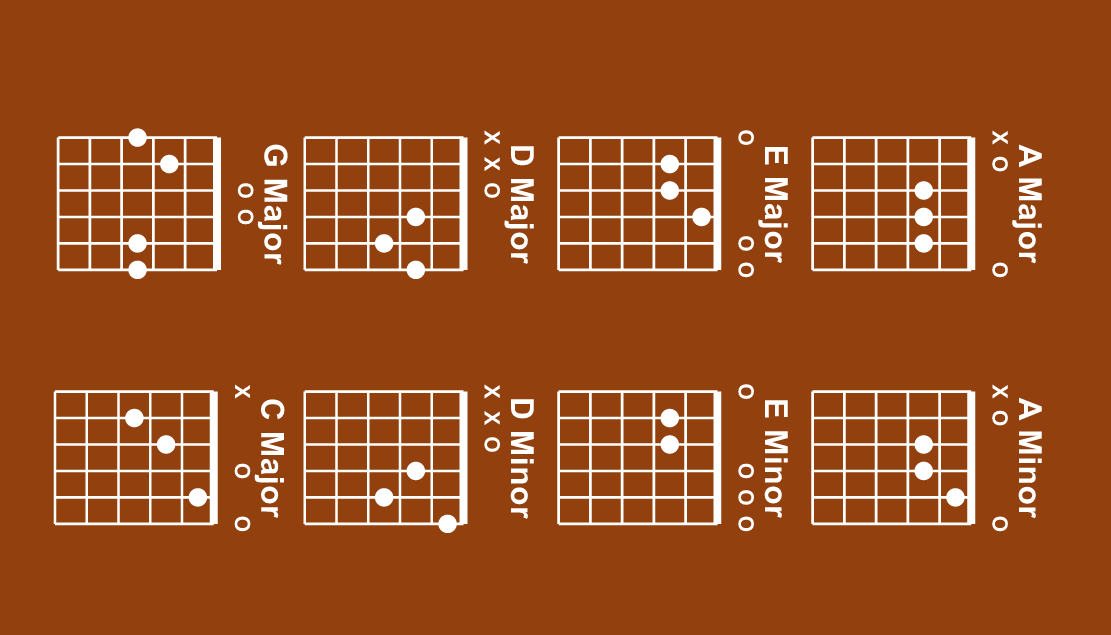 A Major
X O O
A Minor
X O O
E Major
O O O
E Minor
O O O O
D Major
X X O
D Minor
X X O
G Major
O O
C Major
X O O